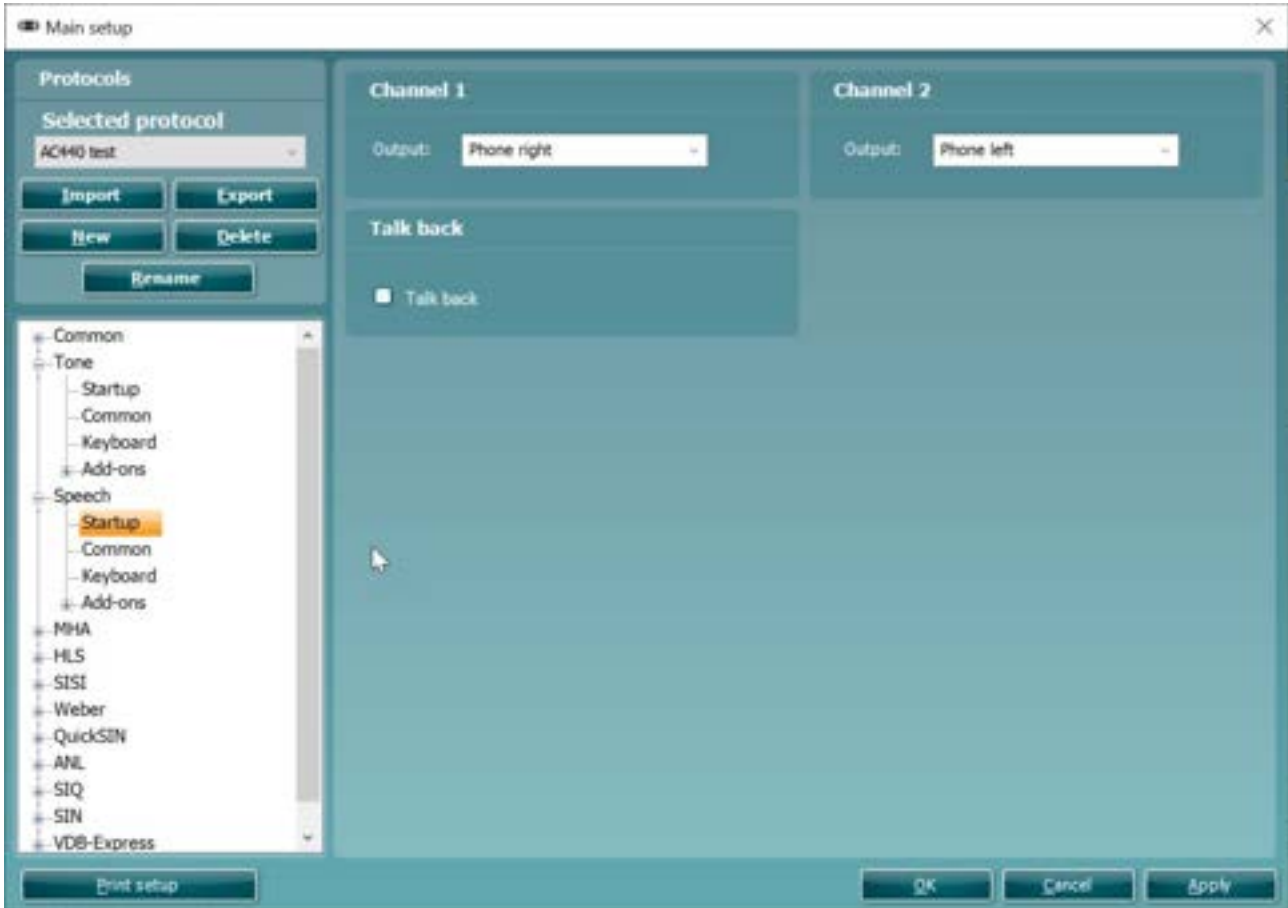 Main setup
Protocols
Selected protocol
AC440 test
Import Export
New Delete
Rename
Common
Tone
Startup
Common
Keyboard
Add-ons
Speech
Startup
Common
Keyboard
Add-ons
MHA
HLS
SISI
Weber
QuickSIN
ANL
SIQ
SIN
VDB-Express
Print setup
Channel 1
Output: Phone right
Channel 2
Output: Phone left
Talk back
Talk back
OK Cancel Apply